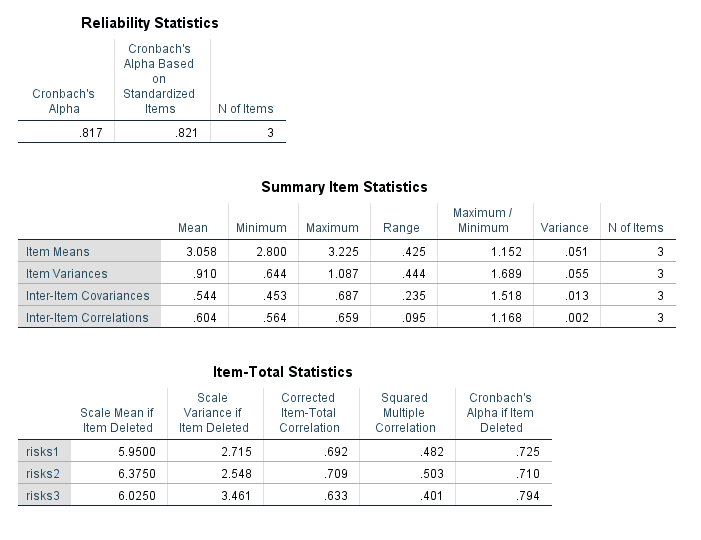 Reliability Statistics
Cronbach's
Alpha
Cronbach's
Alpha Based
on
Standardized
Items
N of Items
.817 .821 3
Summary Item Statistics
Mean Minimum Maximum Range Maximum / Minimum Variance N of Items
Item Means 3.058 2.800 3.225 .425 1.152 .051 3
Item Variances .910 .644 1.087 .444 1.689 .055 3
Inter-Item Covariances .544 .453 .687 .235 1.518 .013 3
Inter-Item Correlations .604 .564 .659 .095 1.168 .002 3
Item-Total Statistics
Scale Mean if
Item Deleted
Scale
Variance if
Item Deleted
Corrected
Item-Total
Correlation
Squared
Multiple
Correlation
Cronbach's
Alpha if Item
Deleted
risks1 5.9500 2.715 .692 .482 .725
risks2 6.3750 2.548 .709 .503 .710
risks3 6.0250 3.461 .633 .401 .794